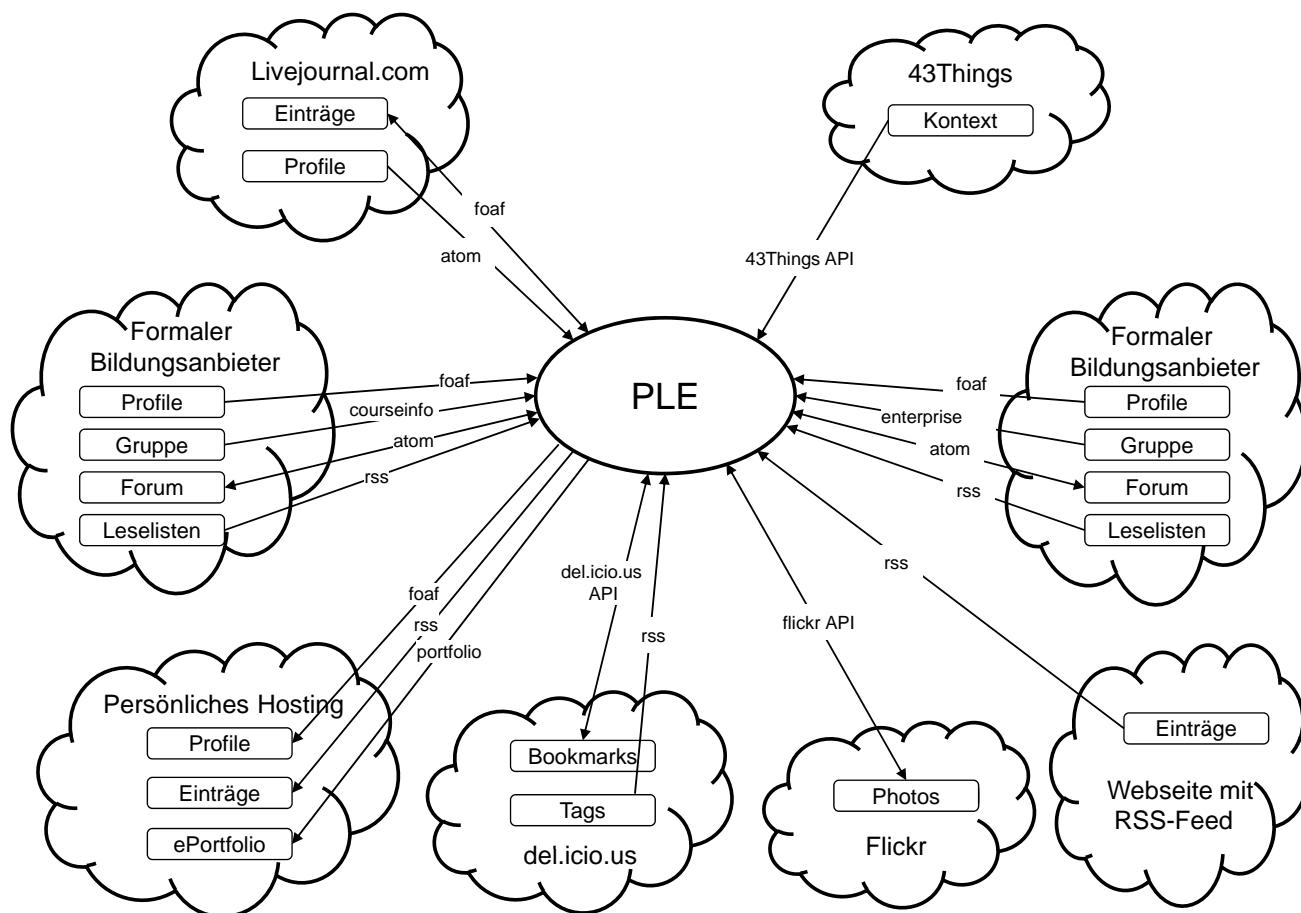 Livejournal.com
Einträge
Profile
foaf
atom
43Things
Kontext
43Things API
Formaler
Bildungsanbieter
Profile
Gruppe
Forum
Leselisten
foaf
courseinfo
atom
rss
PLE
Formaler
Bildungsanbieter
Profile
Gruppe
Forum
Leselisten
foaf
enterprise
atom
rss
foaf
rss
portfolio
Persönliches Hosting
Profile
Einträge
ePortfolio
del.icio.us
API
rss
Bookmarks
Tags
del.icio.us
flickr API
Photos
Flickr
rss
Einträge
Webseite mit
RSS-Feed